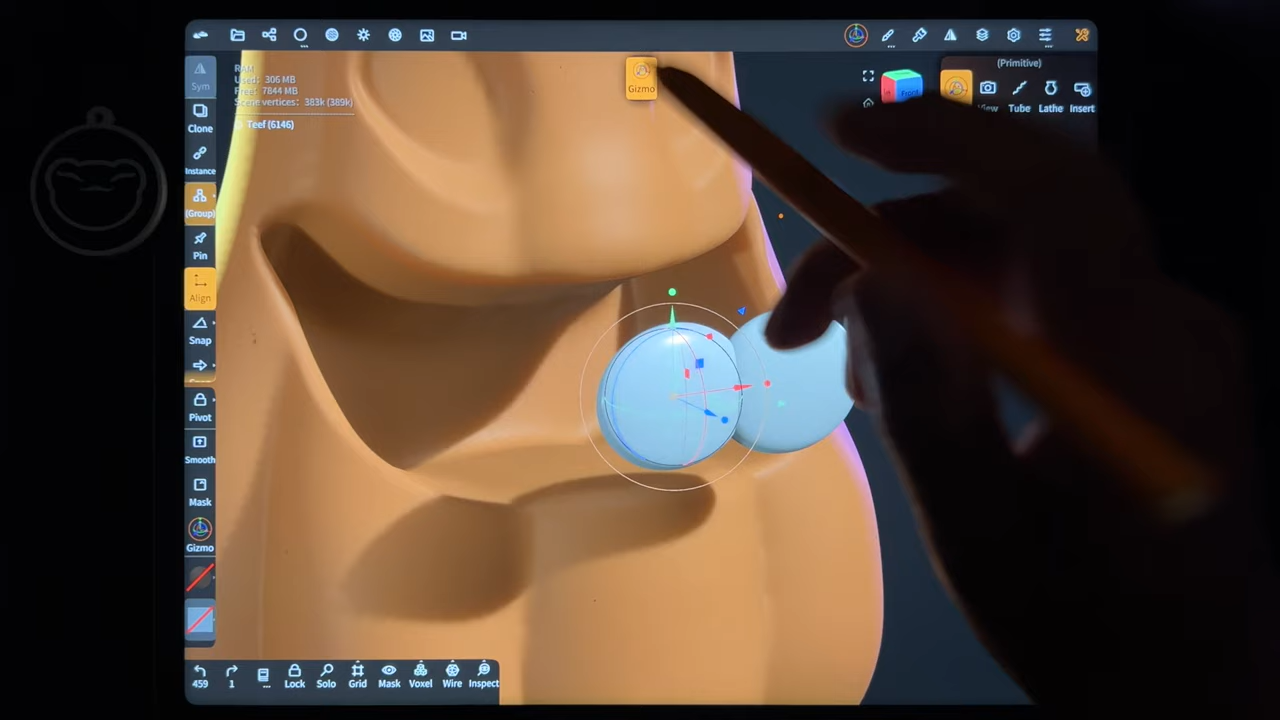 Sym
Clone
Instance
(Group)
Pin
Align
Snap
Pivot
Smooth
Mask
Gizmo
RAM
Used: 306 MB
Free: 7844 MB
Scene vertices: 383k (389k)
Teef (6146)
Gizmo
Front
(Primitive)
Tube
Lathe
Insert
459
1
Lock
Solo
Grid
Mask
Voxel
Wire
Inspect